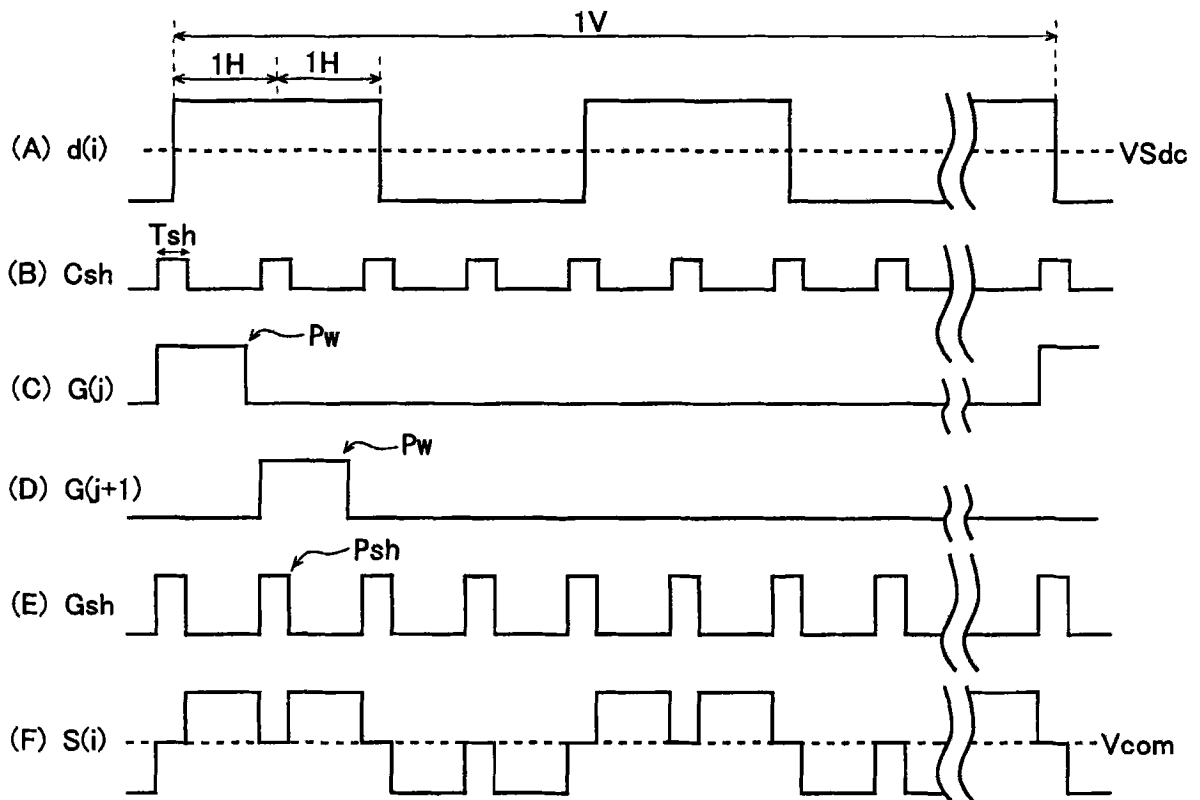 1V
1H 1H
(A) d(i)
VSdc
Tsh
(B) Csh
Pw
(C) G(j)
Pw
(D) G(j+1)
Psh
(E) Gsh
(F) S(i)
Vcom